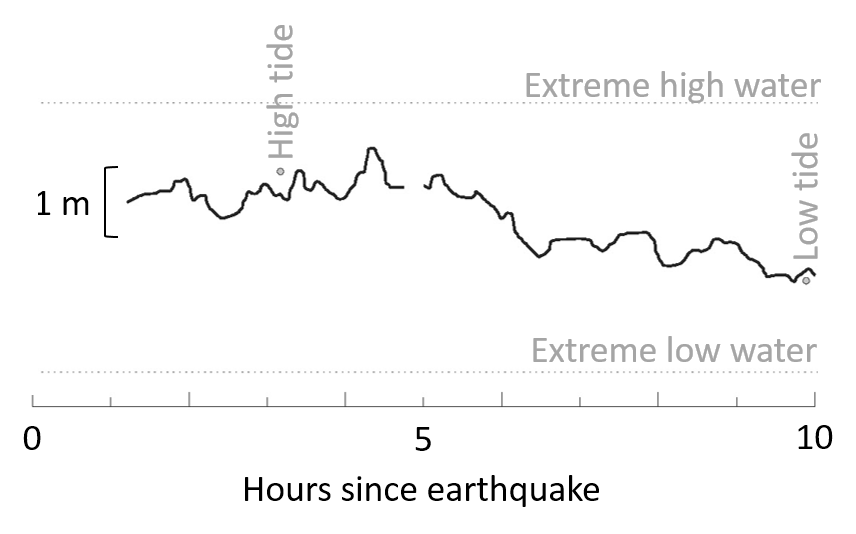 High tide
Extreme high water
Low tide
1 m
Extreme low water
0
5
10
Hours since earthquake